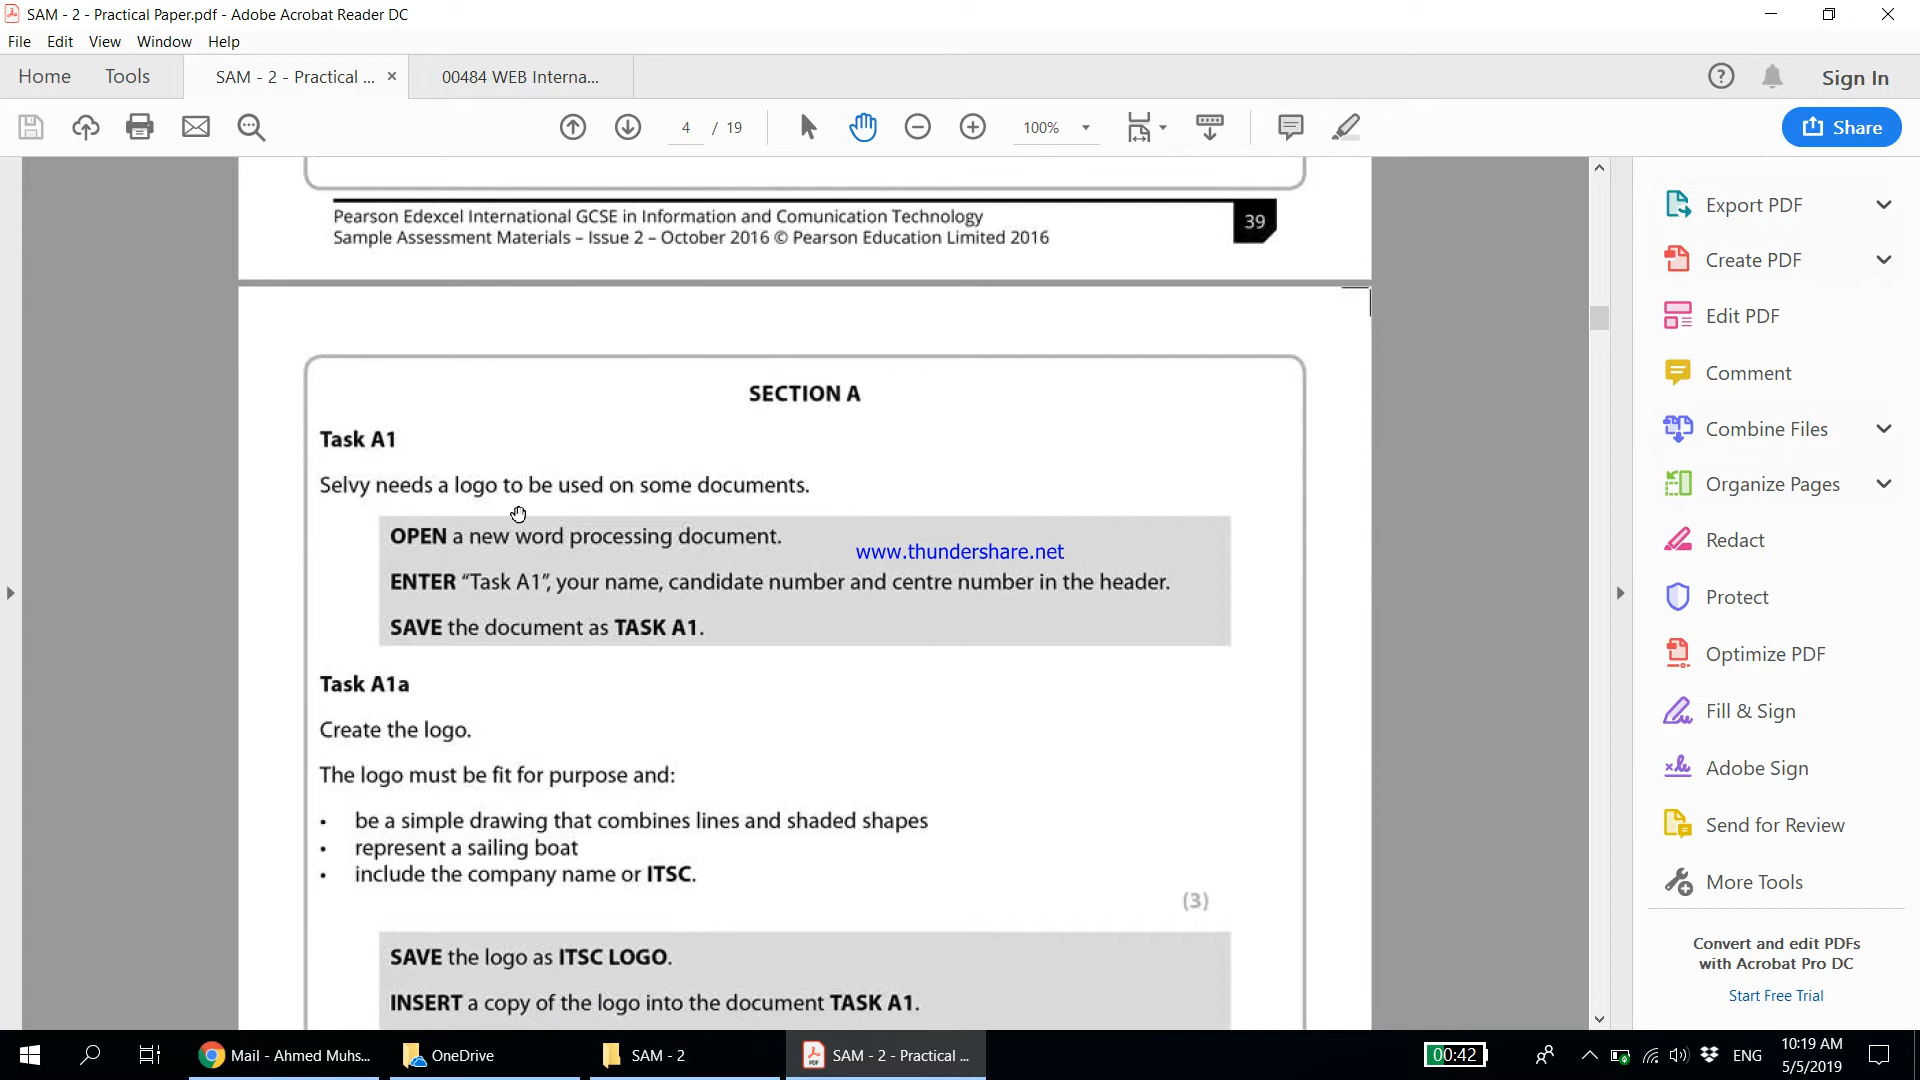 SAM - 2 - Practical Paper.pdf - Adobe Acrobat Reader DC
File Edit View Window Help
Home Tools SAM - 2 - Practical ... × 00484 WEB Interna... Sign In
4 / 19 100% Share
Pearson Edexcel International GCSE in Information and Comunication Technology
Sample Assessment Materials – Issue 2 – October 2016 © Pearson Education Limited 2016
39
SECTION A
Task A1
Selvy needs a logo to be used on some documents.
OPEN a new word processing document.
www.thundershare.net
ENTER “Task A1”, your name, candidate number and centre number in the header.
SAVE the document as TASK A1.
Task A1a
Create the logo.
The logo must be fit for purpose and:
• be a simple drawing that combines lines and shaded shapes
• represent a sailing boat
• include the company name or ITSC.
(3)
SAVE the logo as ITSC LOGO.
INSERT a copy of the logo into the document TASK A1.
Export PDF
Create PDF
Edit PDF
Comment
Combine Files
Organize Pages
Redact
Protect
Optimize PDF
Fill & Sign
Adobe Sign
Send for Review
More Tools
Convert and edit PDFs
with Acrobat Pro DC
Start Free Trial
Mail - Ahmed Muhs... OneDrive SAM - 2 SAM - 2 - Practical ... 00:42 ENG
10:19 AM
5/5/2019